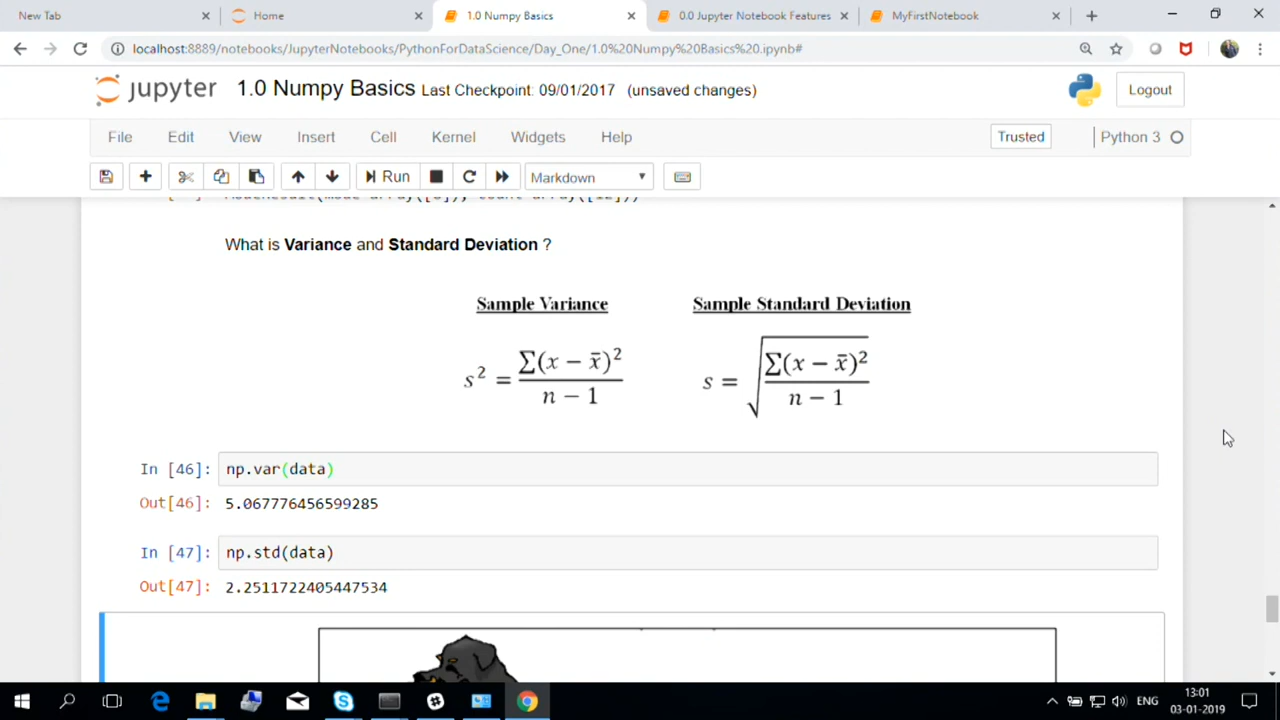 New Tab
Home
1.0 Numpy Basics
0.0 Jupyter Notebook Features
MyFirstNotebook
localhost:8889/notebooks/JupyterNotebooks/PythonForDataScience/Day_One/1.0%20Numpy%20Basics%20.ipynb#
jupyter 1.0 Numpy Basics Last Checkpoint: 09/01/2017 (unsaved changes)
Logout
File Edit View Insert Cell Kernel Widgets Help
Trusted
Python 3
Run
Markdown
What is Variance and Standard Deviation ?
Sample Variance
Sample Standard Deviation
s² = ∑(x − x̄)² / n − 1
s = √(∑(x − x̄)² / n − 1)
In [46]: np.var(data)
Out[46]: 5.067776456599285
In [47]: np.std(data)
Out[47]: 2.2511722405447534
ENG
13:01
03-01-2019